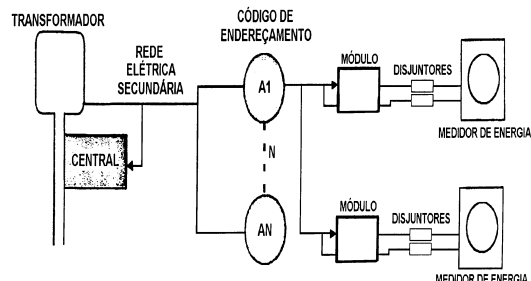 TRANSFORMADOR
REDE
ELÉTRICA
SECUNDÁRIA
CENTRAL
CÓDIGO DE
ENDEREÇAMENTO
A1
N
AN
MÓDULO
DISJUNTORES
MEDIDOR DE ENERGIA
MÓDULO
DISJUNTORES
MEDIDOR DE ENERGIA